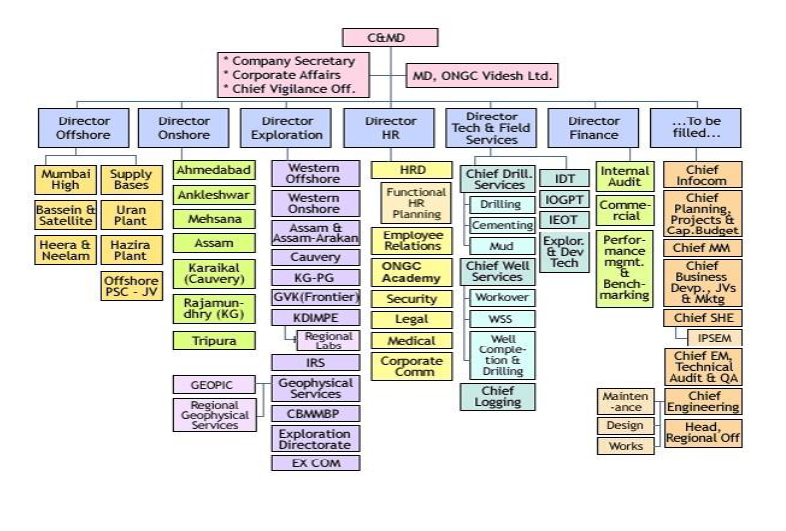 C&MD
* Company Secretary
* Corporate Affairs
* Chief Vigilance Off.
MD, ONGC Videsh Ltd.
Director
Offshore
Director
Onshore
Director
Exploration
Director
HR
Director
Tech & Field
Services
Director
Finance
...To be
filled...
Mumbai
High
Bassein &
Satellite
Heera &
Neelam
Supply
Bases
Uran
Plant
Hazira
Plant
Offshore
PSC - JV
Ahmedabad
Ankleshwar
Mehsana
Assam
Karaikal
(Cauvery)
Rajamun-
dhry (KG)
Tripura
Western
Offshore
Western
Onshore
Assam &
Assam-Arakan
Cauvery
KG-PG
GVK(Frontier)
KDIMPE
Regional
Labs
IRS
Geophysical
Services
GEOPIC
Regional
Geophysical
Services
CBMMBP
Exploration
Directorate
EX COM
HRD
Functional
HR
Planning
Employee
Relations
ONGC
Academy
Security
Legal
Medical
Corporate
Comm
Chief Drill.
Services
Drilling
Cementing
Mud
Chief Well
Services
Workover
WSS
Well
Comple-
tion &
Drilling
Chief
Logging
IDT
IOGPT
IEOT
Explor.
& Dev
Tech
Internal
Audit
Comme-
rcial
Perfor-
mance
mgmt.
&
Bench-
marking
Chief
Infocom
Chief
Planning,
Projects &
Cap.Budget
Chief MM
Chief
Business
Devp., JVs
& Mktg
Chief SHE
IPSEM
Chief EM,
Technical
Audit & QA
Chief
Engineering
Mainten
-ance
Design
Works
Head,
Regional Off